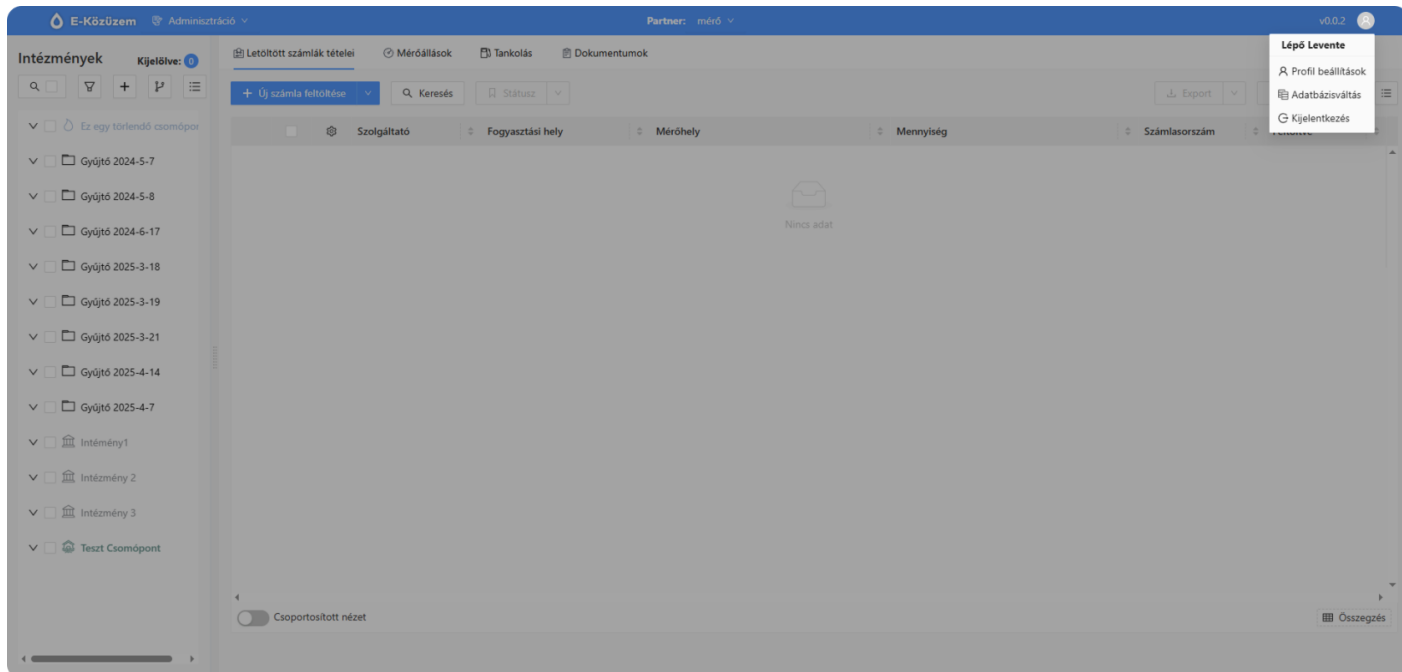 E-Közüzem Adminisztráció Partner: mérő v0.0.2
Lépő Levente
Profil beállítások
Adatbázisváltás
Kijelentkezés
Intézmények Kijelölve: 0
Ez egy törlendő csomópor
Gyűjtő 2024-5-7
Gyűjtő 2024-5-8
Gyűjtő 2024-6-17
Gyűjtő 2025-3-18
Gyűjtő 2025-3-19
Gyűjtő 2025-3-21
Gyűjtő 2025-4-14
Gyűjtő 2025-4-7
Intémény1
Intézmény 2
Intézmény 3
Teszt Csomópont
Letöltött számlák tételei Mérőállások Tankolás Dokumentumok
+ Új számla feltöltése Keresés Státusz Export
Szolgáltató Fogyasztási hely Mérőhely Mennyiség Számlasorszám
Nincs adat
Csoportosított nézet Összegzés